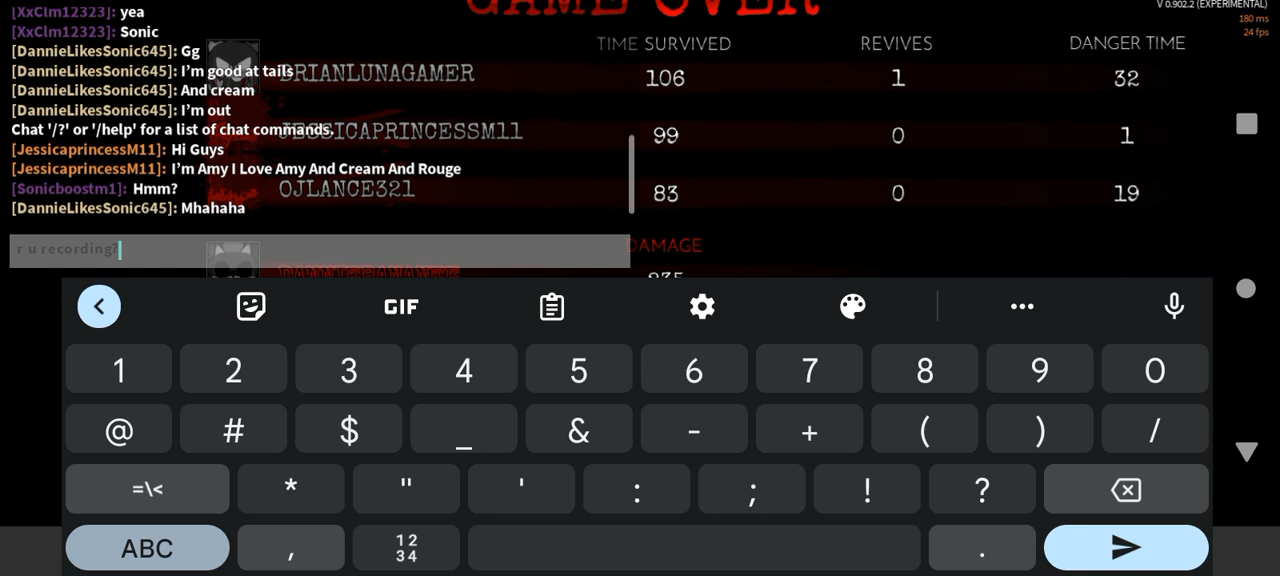 GAME OVER
V 0.902.2 (EXPERIMENTAL)
180 ms
24 fps
[XxClm12323]: yea
[XxClm12323]: Sonic
[DannieLikesSonic645]: Gg
[DannieLikesSonic645]: I'm good at tails
[DannieLikesSonic645]: And cream
[DannieLikesSonic645]: I'm out
Chat '/?' or '/help' for a list of chat commands.
[JessicaprincessM11]: Hi Guys
[JessicaprincessM11]: I'm Amy I Love Amy And Cream And Rouge
[Sonicboostm1]: Hmm?
[DannieLikesSonic645]: Mhahaha
r u recording?
TIME SURVIVED REVIVES DANGER TIME
BRIANLUNAGAMER 106 1 32
JESSICAPRINCESSM11 99 0 1
OJLANCE321 83 0 19
DAMAGE
GIF
1 2 3 4 5 6 7 8 9 0
@ # $ _ & - + ( ) /
=\< * " ' : ; ! ?
ABC , 12 34 .